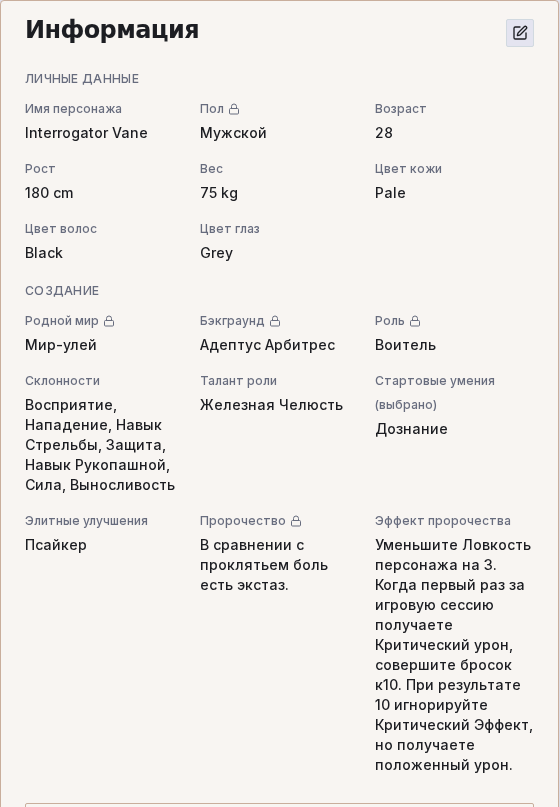 Информация
ЛИЧНЫЕ ДАННЫЕ
Имя персонажа
Пол
Возраст
Interrogator Vane
Мужской
28
Рост
Вес
Цвет кожи
180 cm
75 kg
Pale
Цвет волос
Цвет глаз
Black
Grey
СОЗДАНИЕ
Родной мир
Бэкграунд
Роль
Мир-улей
Адептус Арбитрес
Воитель
Склонности
Восприятие,
Нападение, Навык
Стрельбы, Защита,
Навык Рукопашной,
Сила, Выносливость
Талант роли
Железная Челюсть
Стартовые умения
(выбрано)
Дознание
Элитные улучшения
Псайкер
Пророчество
В сравнении с
проклятьем боль
есть экстаз.
Эффект пророчества
Уменьшите Ловкость
персонажа на 3.
Когда первый раз за
игровую сессию
получаете
Критический урон,
совершите бросок
к10. При результате
10 игнорируйте
Критический Эффект,
но получаете
положенный урон.